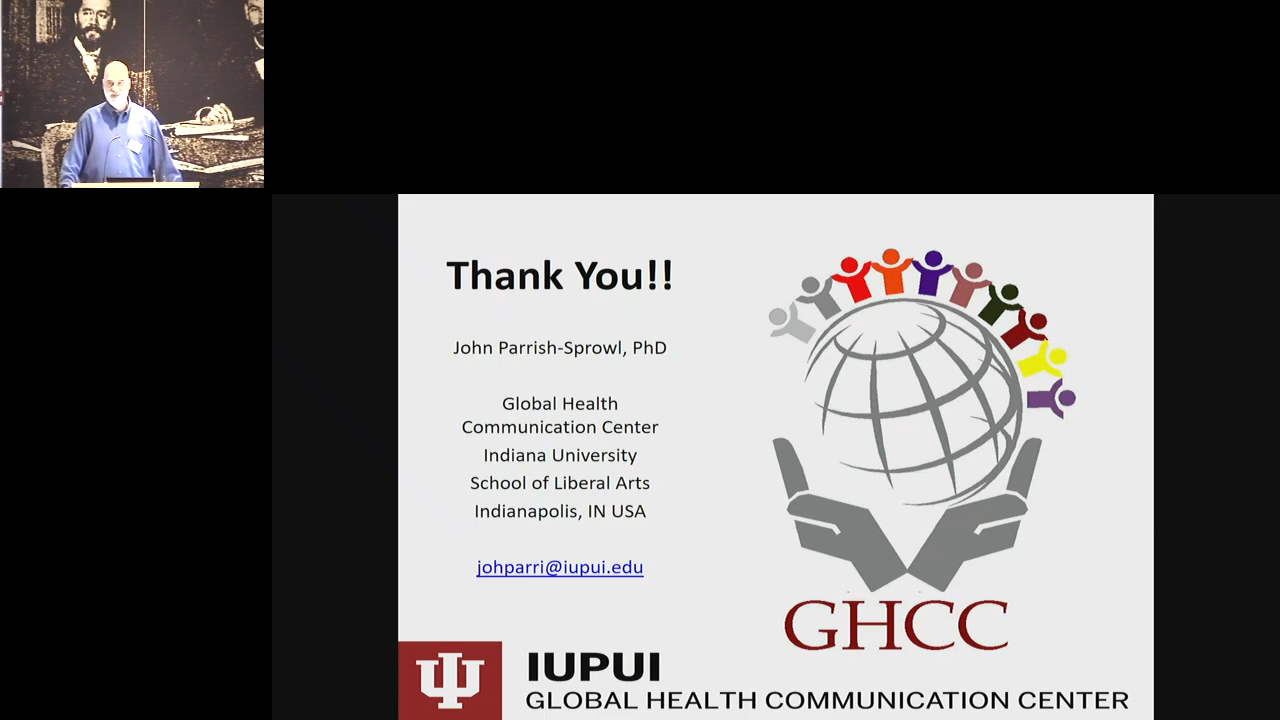 Thank You!!
John Parrish-Sprowl, PhD
Global Health
Communication Center
Indiana University
School of Liberal Arts
Indianapolis, IN USA
johparri@iupui.edu
GHCC
IUPUI
GLOBAL HEALTH COMMUNICATION CENTER